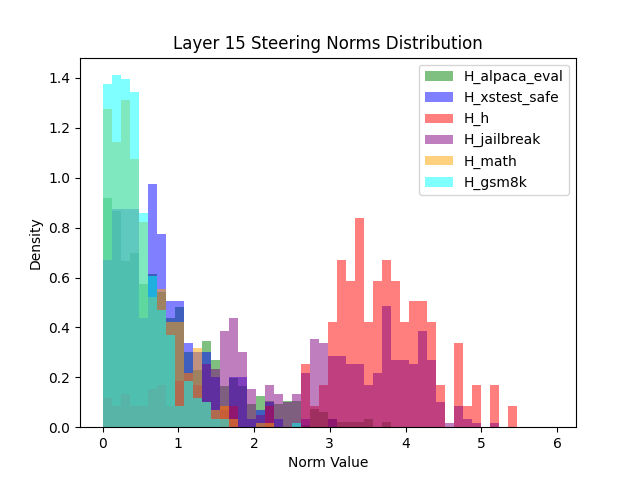 Layer 15 Steering Norms Distribution
H_alpaca_eval
H_xstest_safe
H_h
H_jailbreak
H_math
H_gsm8k
Density
1.4
1.2
1.0
0.8
0.6
0.4
0.2
0.0
0 1 2 3 4 5 6
Norm Value